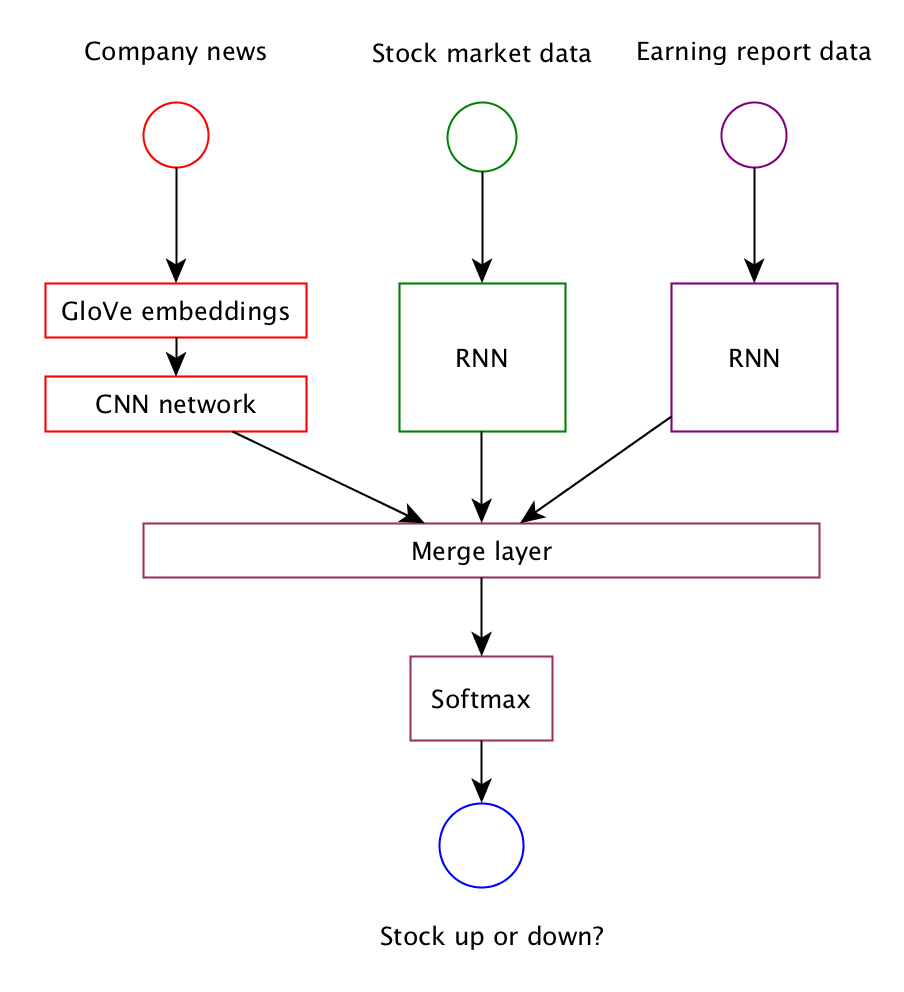 Company news
Stock market data
Earning report data
GloVe embeddings
RNN
RNN
CNN network
Merge layer
Softmax
Stock up or down?